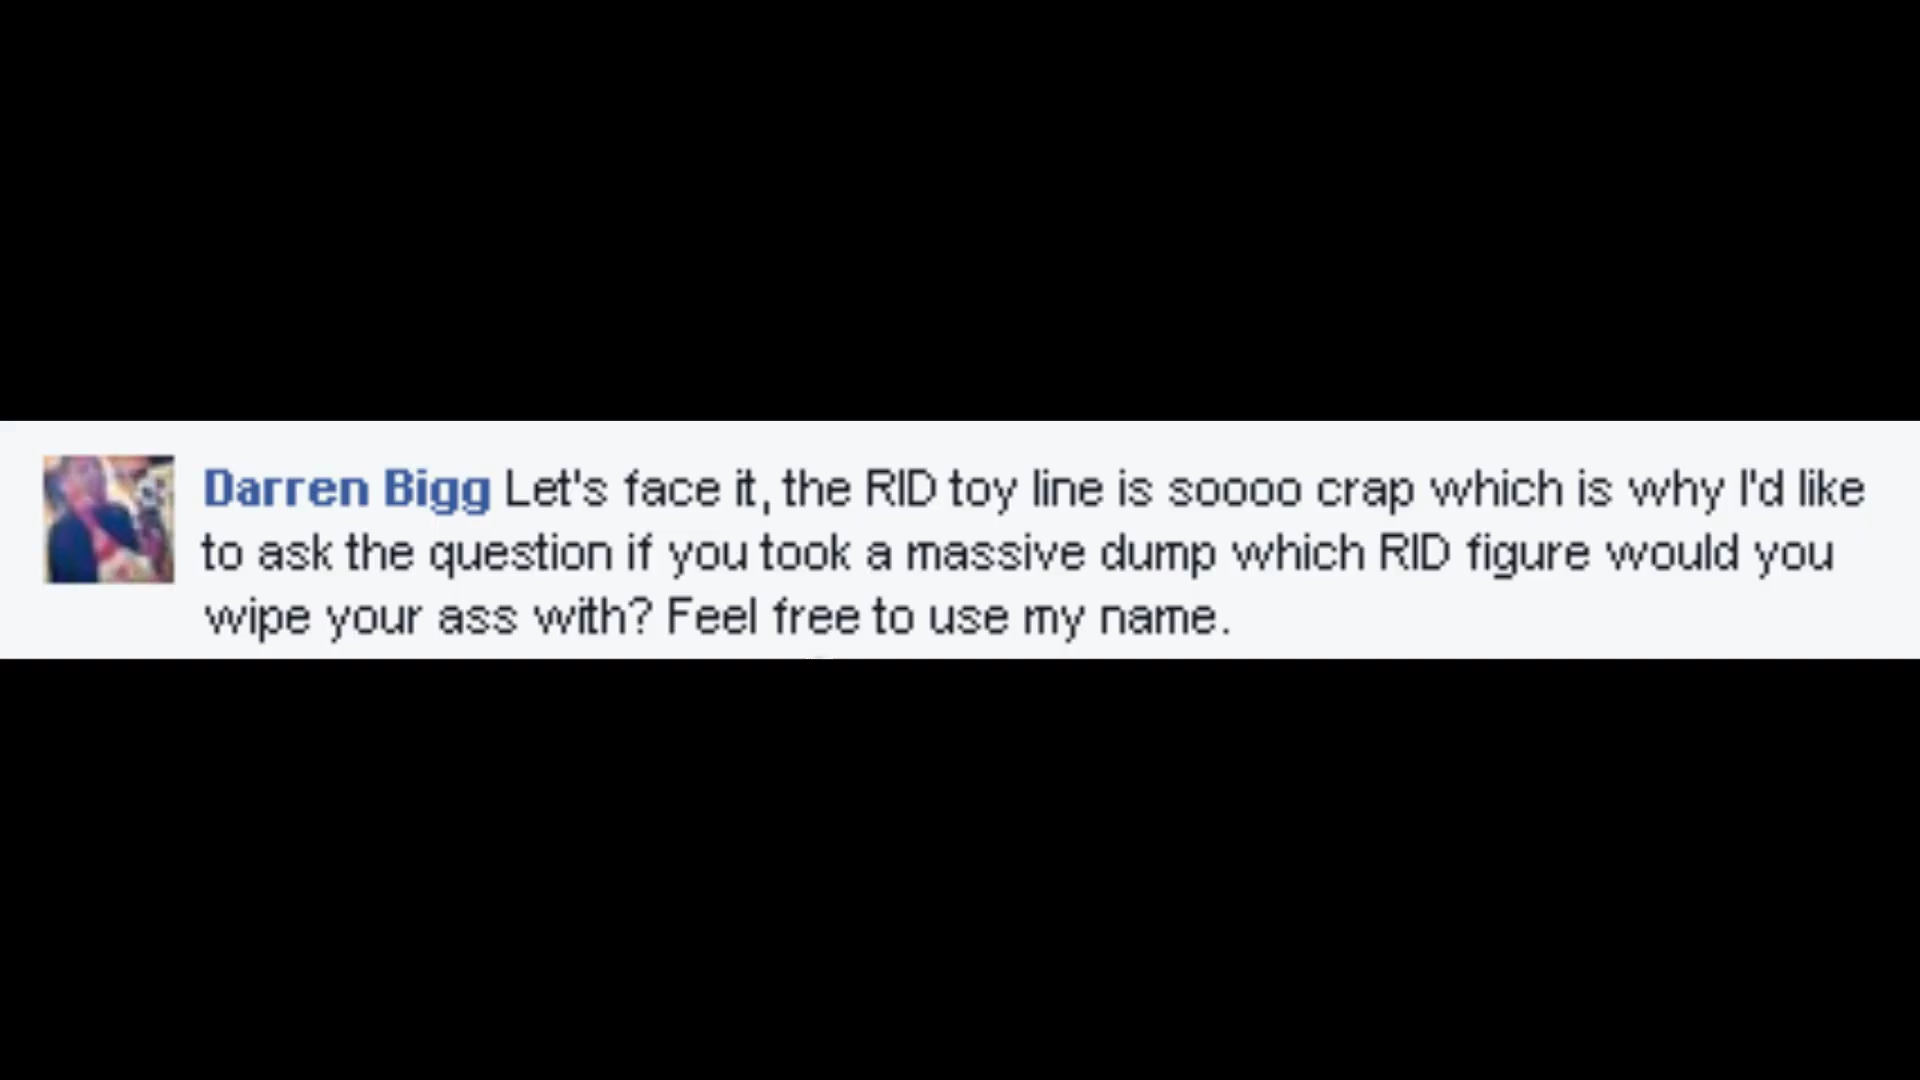 Darren Bigg Let's face it, the RID toy line is soooo crap which is why I'd like
to ask the question if you took a massive dump which RID figure would you
wipe your ass with? Feel free to use my name.